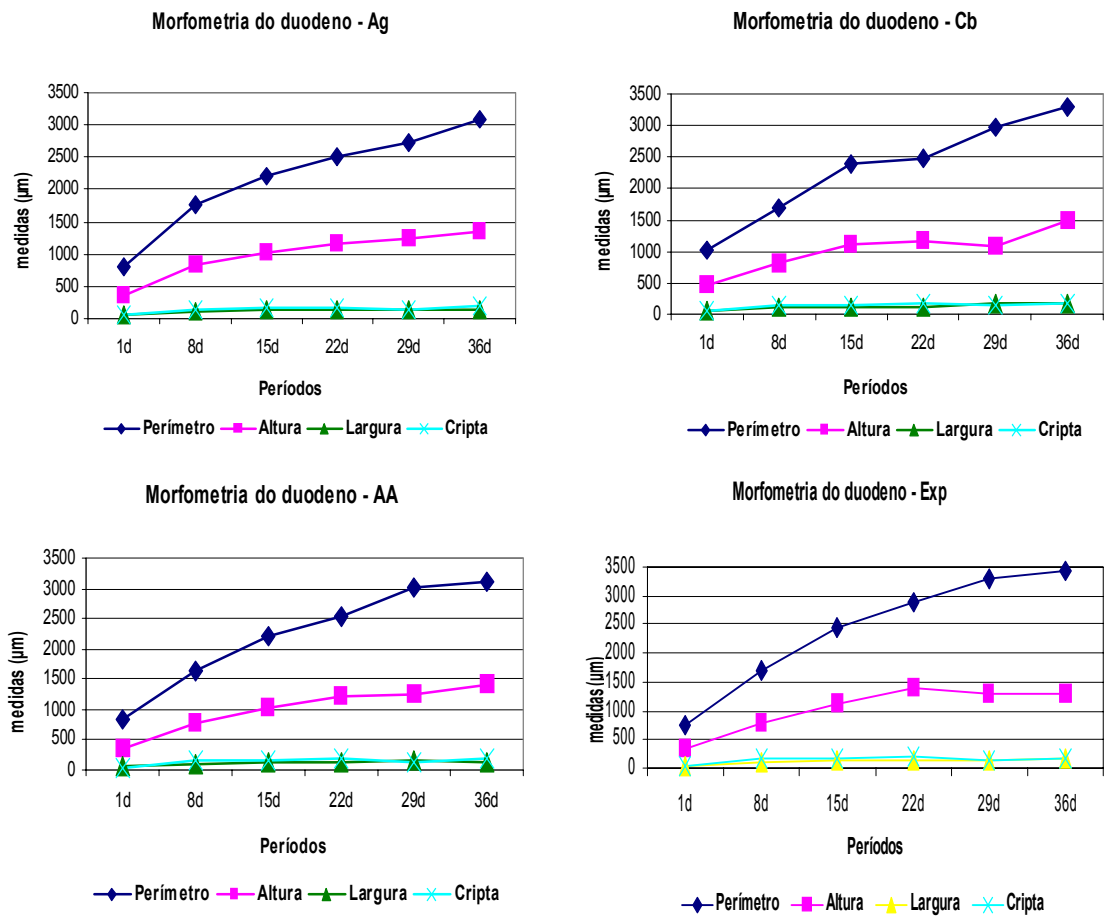 Morfometria do duodeno - Ag
medidas (µm)
3500
3000
2500
2000
1500
1000
500
0
1d 8d 15d 22d 29d 36d
Períodos
Perímetro Altura Largura Cripta
Morfometria do duodeno - Cb
medidas (µm)
3500
3000
2500
2000
1500
1000
500
0
1d 8d 15d 22d 29d 36d
Períodos
Perímetro Altura Largura Cripta
Morfometria do duodeno - AA
medidas (µm)
3500
3000
2500
2000
1500
1000
500
0
1d 8d 15d 22d 29d 36d
Períodos
Perímetro Altura Largura Cripta
Morfometria do duodeno - Exp
medidas (um)
3500
3000
2500
2000
1500
1000
500
0
1d 8d 15d 22d 29d 36d
Períodos
Perímetro Altura Largura Cripta